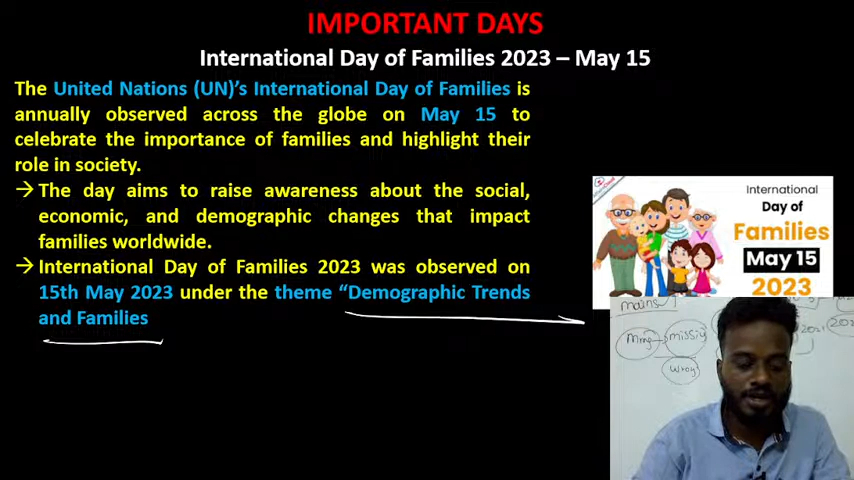 IMPORTANT DAYS
International Day of Families 2023 – May 15
The United Nations (UN)'s International Day of Families is
annually observed across the globe on May 15 to
celebrate the importance of families and highlight their
role in society.
→ The day aims to raise awareness about the social,
economic, and demographic changes that impact
families worldwide.
→ International Day of Families 2023 was observed on
15th May 2023 under the theme “Demographic Trends
and Families
International
Day of
Families
May 15
2023
mains
missing
2021